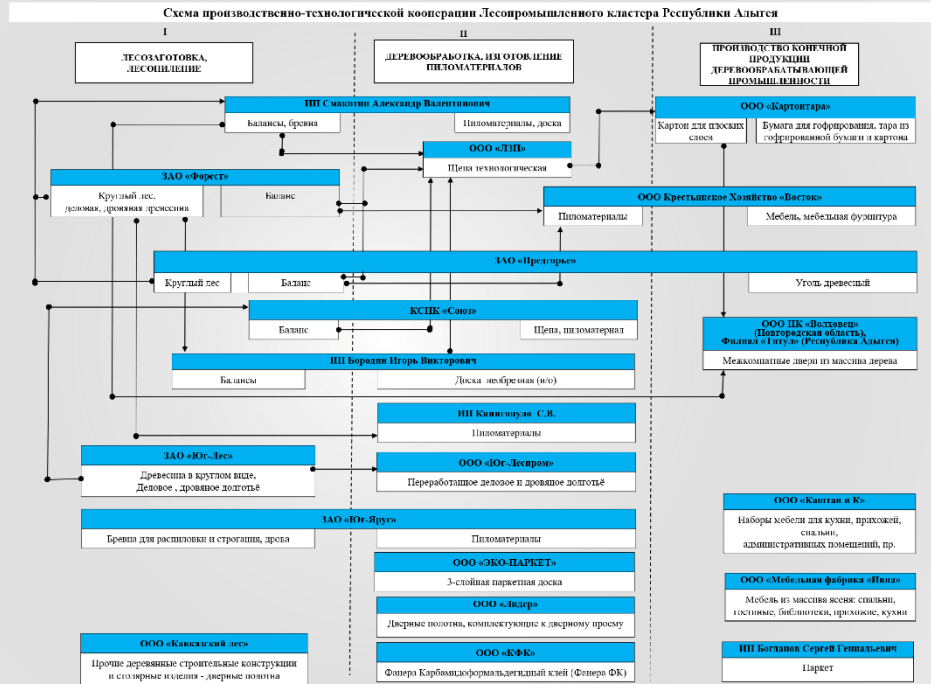 Схема производственно-технологической кооперации Лесопромышленного кластера Республики Адыгея
I
II
III
ЛЕСОЗАГОТОВКА,
ЛЕСОПИЛЕНИЕ
ДЕРЕВООБРАБОТКА, ИЗГОТОВЛЕНИЕ
ПИЛОМАТЕРИАЛОВ
ПРОИЗВОДСТВО КОНЕЧНОЙ
ПРОДУКЦИИ
ДЕРЕВООБРАБАТЫВАЮЩЕЙ
ПРОМЫШЛЕННОСТИ
ИП Смакотин Александр Валентинович
Балансы, бревна
Пиломатериалы, доска
ООО «Картонтара»
Картон для плоских
слоев
Бумага для гофрирования, тара из
гофрированной бумаги и картона
ООО «ЛЗП»
Щепа технологическая
ЗАО «Форест»
Круглый лес,
деловая, дровяная древесина
Баланс
ООО Крестьянское Хозяйство «Восток»
Пиломатериалы
Мебель, мебельная фурнитура
ЗАО «Предгорье»
Круглый лес
Баланс
Уголь древесный
КСПК «Союз»
Баланс
Щепа, пиломатериал
ООО ПК «Волховец»
(Новгородская область),
Филиал «Титул» (Республика Адыгея)
Межкомнатные двери из массива дерева
ИП Бородин Игорь Викторович
Балансы
Доска необрезная (н/о)
ИП С.В.
Пиломатериалы
ЗАО «Юг-Лес»
Древесина в круглом виде,
Деловое , дровяное долготьё
ООО «Юг-Леспром»
Переработанное деловое и дровяное долготьё
ООО «Каштан и К»
Наборы мебели для кухни, прихожей,
спальни,
административных помещений, пр.
ЗАО «Юг-Ярус»
Бревна для распиловки и строгания, дрова
Пиломатериалы
ООО «ЭКО-ПАРКЕТ»
3-слойная паркетная доска
ООО «Мебельная фабрика «Ивна»
Мебель из массива ясеня: спальни,
гостиные, библиотеки, прихожие, кухни
ООО «Лидер»
Дверные полотна, комплектующие к дверному проему
ООО «Кавказский лес»
Прочие деревянные строительные конструкции
и столярные изделия - дверные полотна
ООО «КФК»
Фанера Карбамидоформальдегидный клей (Фанера ФК)
ИП Богданов Сергей Геннадьевич
Паркет